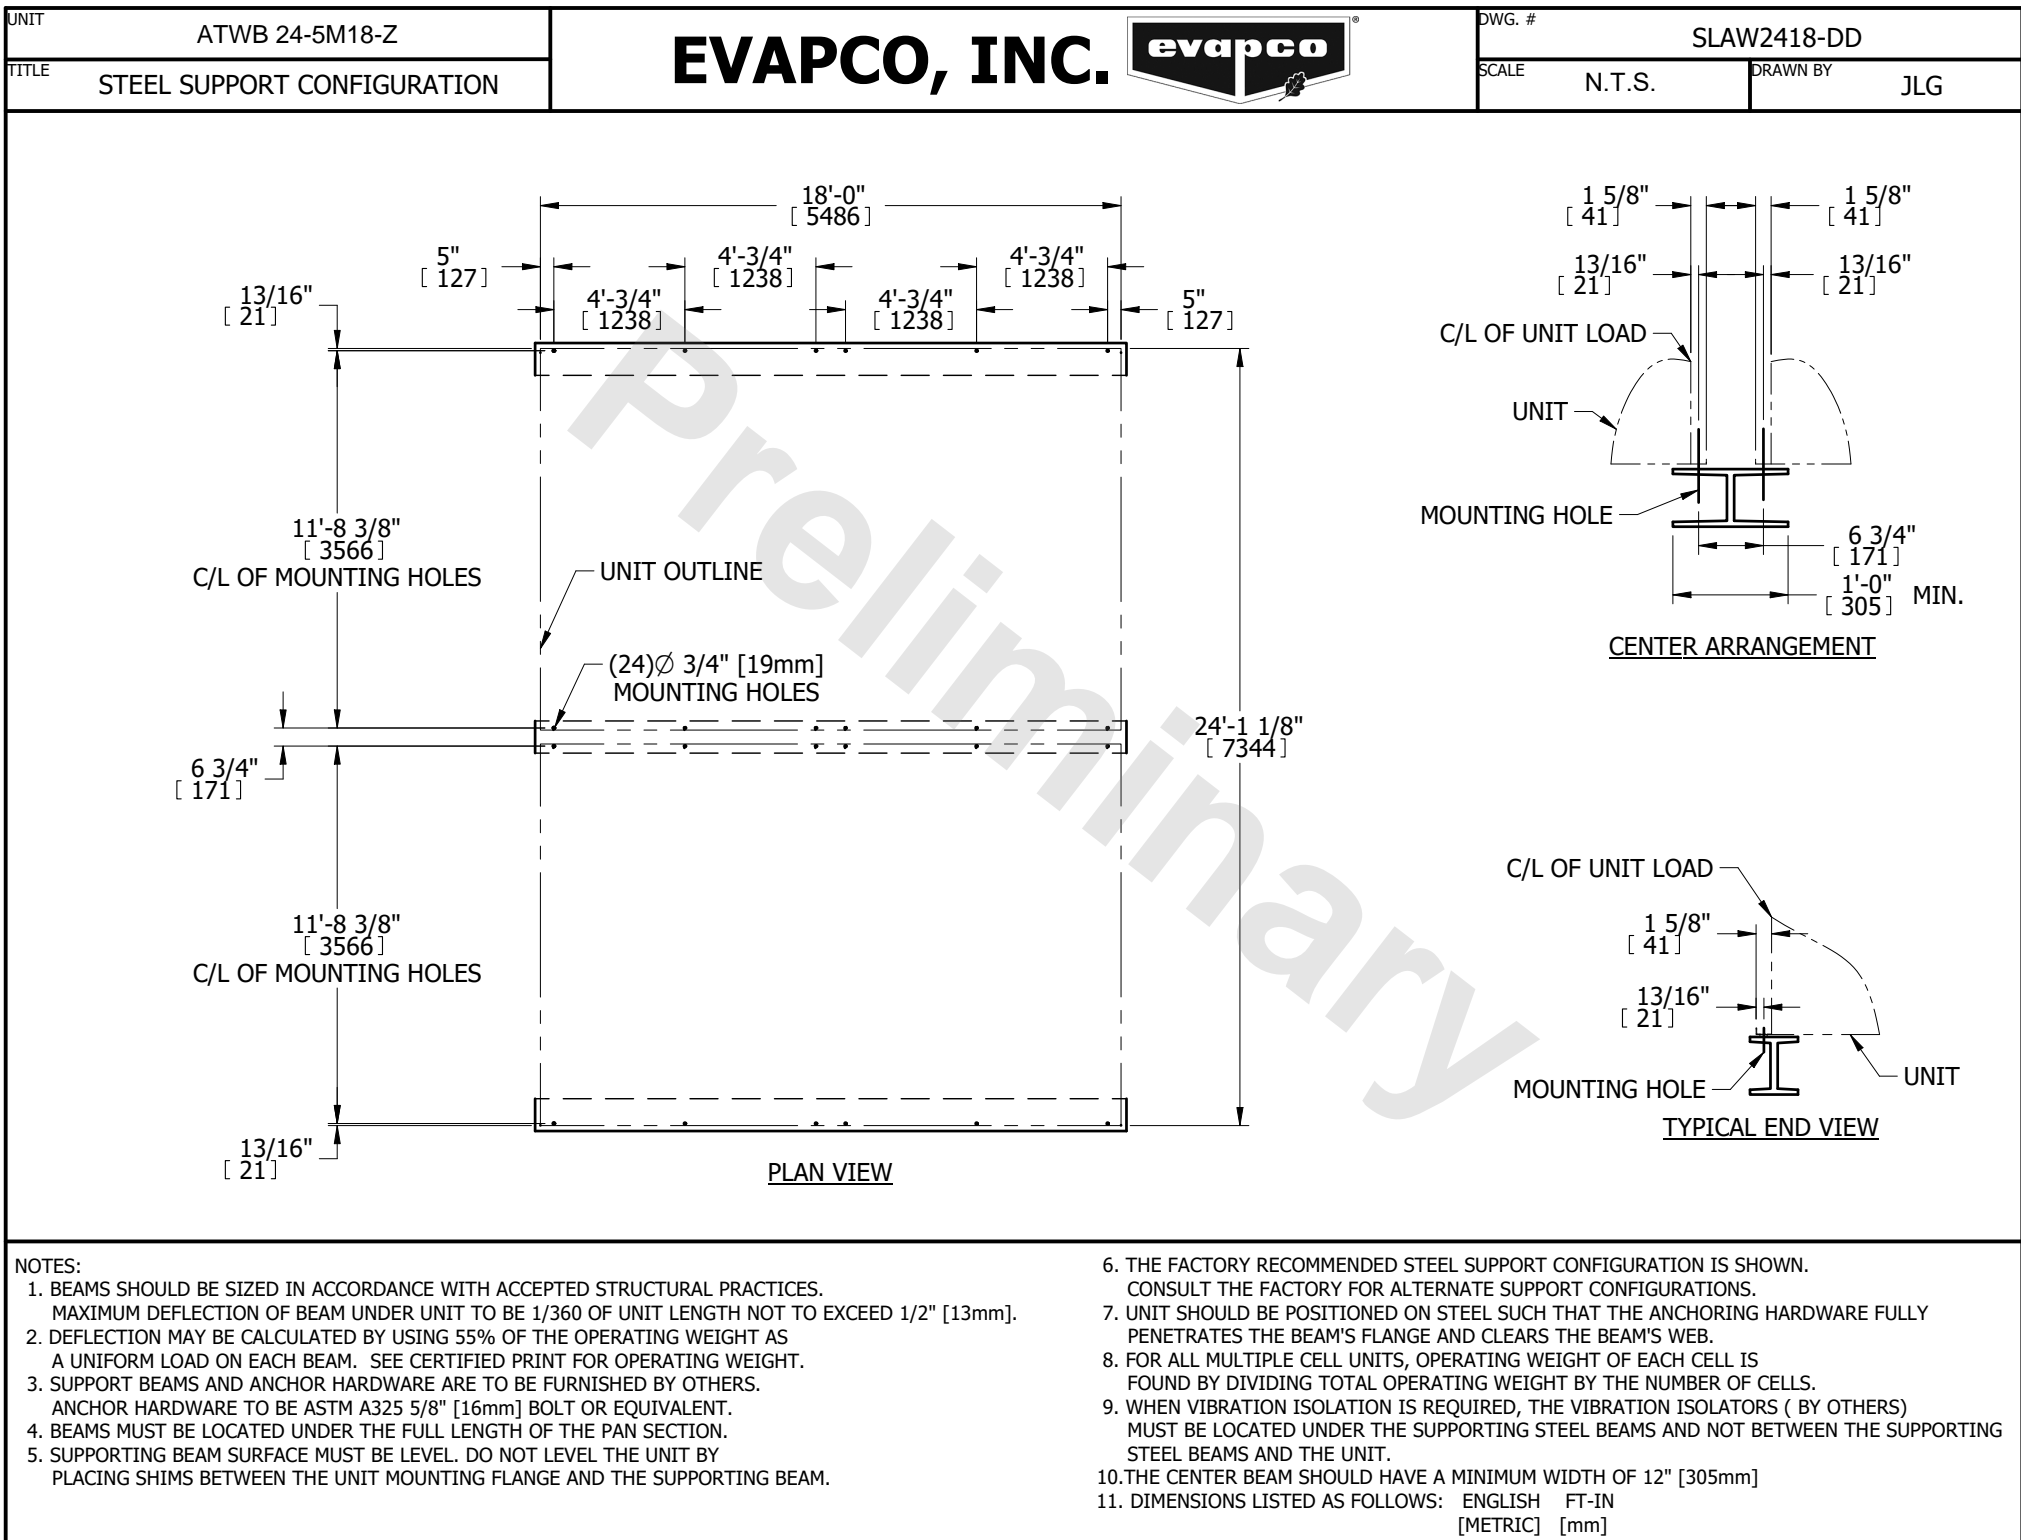 UNIT
ATWB 24-5M18-Z
TITLE
STEEL SUPPORT CONFIGURATION
EVAPCO, INC.
evapco
®
DWG. #
SLAW2418-DD
SCALE
N.T.S.
DRAWN BY
JLG
18'-0"
[ 5486 ]
5"
[ 127 ]
4'-3/4"
[ 1238 ]
4'-3/4"
[ 1238 ]
13/16"
[ 21 ]
4'-3/4"
[ 1238 ]
4'-3/4"
[ 1238 ]
5"
[ 127 ]
11'-8 3/8"
[ 3566 ]
C/L OF MOUNTING HOLES
UNIT OUTLINE
(24)Ø 3/4" [19mm]
MOUNTING HOLES
24'-1 1/8"
[ 7344 ]
6 3/4"
[ 171 ]
11'-8 3/8"
[ 3566 ]
C/L OF MOUNTING HOLES
13/16"
[ 21 ]
PLAN VIEW
Preliminary
1 5/8"
[ 41 ]
1 5/8"
[ 41 ]
13/16"
[ 21 ]
13/16"
[ 21 ]
C/L OF UNIT LOAD
UNIT
MOUNTING HOLE
6 3/4"
[ 171 ]
1'-0"
[ 305 ]
MIN.
CENTER ARRANGEMENT
C/L OF UNIT LOAD
1 5/8"
[ 41 ]
13/16"
[ 21 ]
MOUNTING HOLE
UNIT
TYPICAL END VIEW
NOTES:
1. BEAMS SHOULD BE SIZED IN ACCORDANCE WITH ACCEPTED STRUCTURAL PRACTICES.
MAXIMUM DEFLECTION OF BEAM UNDER UNIT TO BE 1/360 OF UNIT LENGTH NOT TO EXCEED 1/2" [13mm].
2. DEFLECTION MAY BE CALCULATED BY USING 55% OF THE OPERATING WEIGHT AS
A UNIFORM LOAD ON EACH BEAM. SEE CERTIFIED PRINT FOR OPERATING WEIGHT.
3. SUPPORT BEAMS AND ANCHOR HARDWARE ARE TO BE FURNISHED BY OTHERS.
ANCHOR HARDWARE TO BE ASTM A325 5/8" [16mm] BOLT OR EQUIVALENT.
4. BEAMS MUST BE LOCATED UNDER THE FULL LENGTH OF THE PAN SECTION.
5. SUPPORTING BEAM SURFACE MUST BE LEVEL. DO NOT LEVEL THE UNIT BY
PLACING SHIMS BETWEEN THE UNIT MOUNTING FLANGE AND THE SUPPORTING BEAM.
6. THE FACTORY RECOMMENDED STEEL SUPPORT CONFIGURATION IS SHOWN.
CONSULT THE FACTORY FOR ALTERNATE SUPPORT CONFIGURATIONS.
7. UNIT SHOULD BE POSITIONED ON STEEL SUCH THAT THE ANCHORING HARDWARE FULLY
PENETRATES THE BEAM'S FLANGE AND CLEARS THE BEAM'S WEB.
8. FOR ALL MULTIPLE CELL UNITS, OPERATING WEIGHT OF EACH CELL IS
FOUND BY DIVIDING TOTAL OPERATING WEIGHT BY THE NUMBER OF CELLS.
9. WHEN VIBRATION ISOLATION IS REQUIRED, THE VIBRATION ISOLATORS ( BY OTHERS)
MUST BE LOCATED UNDER THE SUPPORTING STEEL BEAMS AND NOT BETWEEN THE SUPPORTING
STEEL BEAMS AND THE UNIT.
10.THE CENTER BEAM SHOULD HAVE A MINIMUM WIDTH OF 12" [305mm]
11. DIMENSIONS LISTED AS FOLLOWS: ENGLISH FT-IN
[METRIC] [mm]